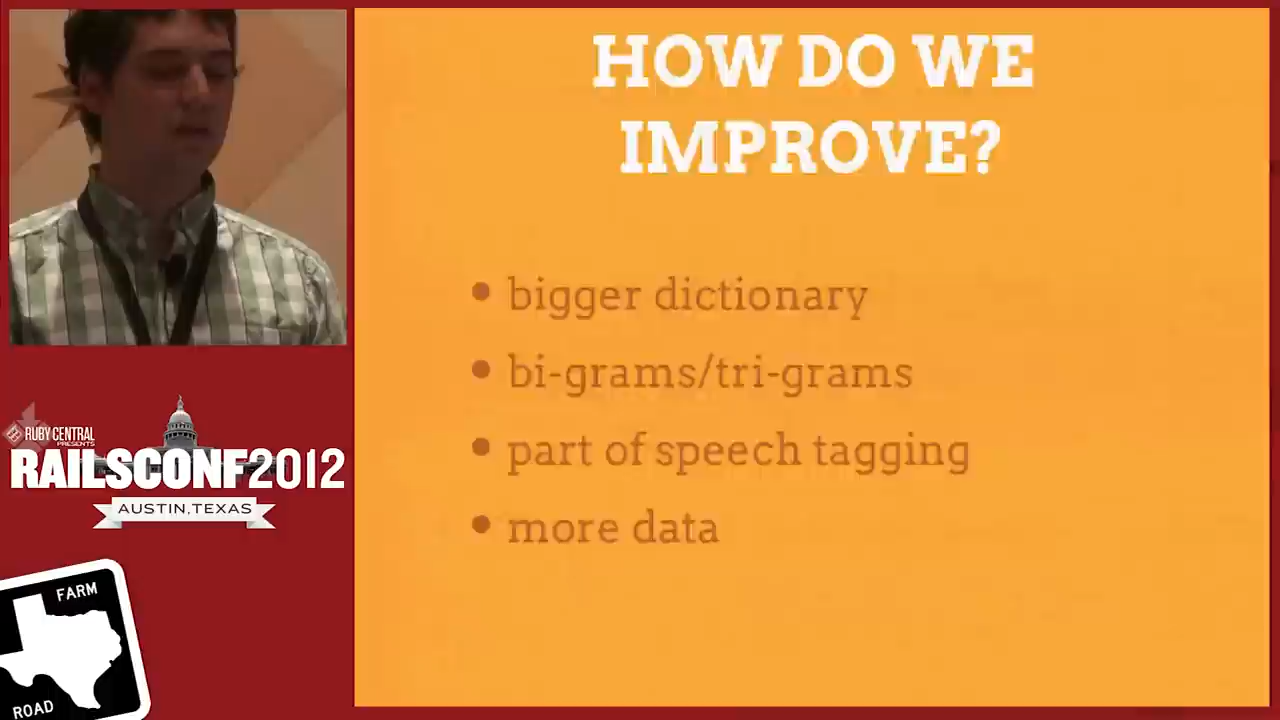 HOW DO WE
IMPROVE?
• bigger dictionary
• bi-grams/tri-grams
• part of speech tagging
• more data
RUBY CENTRAL
PRESENTS
RAILSCONF2012
AUSTIN,TEXAS
FARM
ROAD